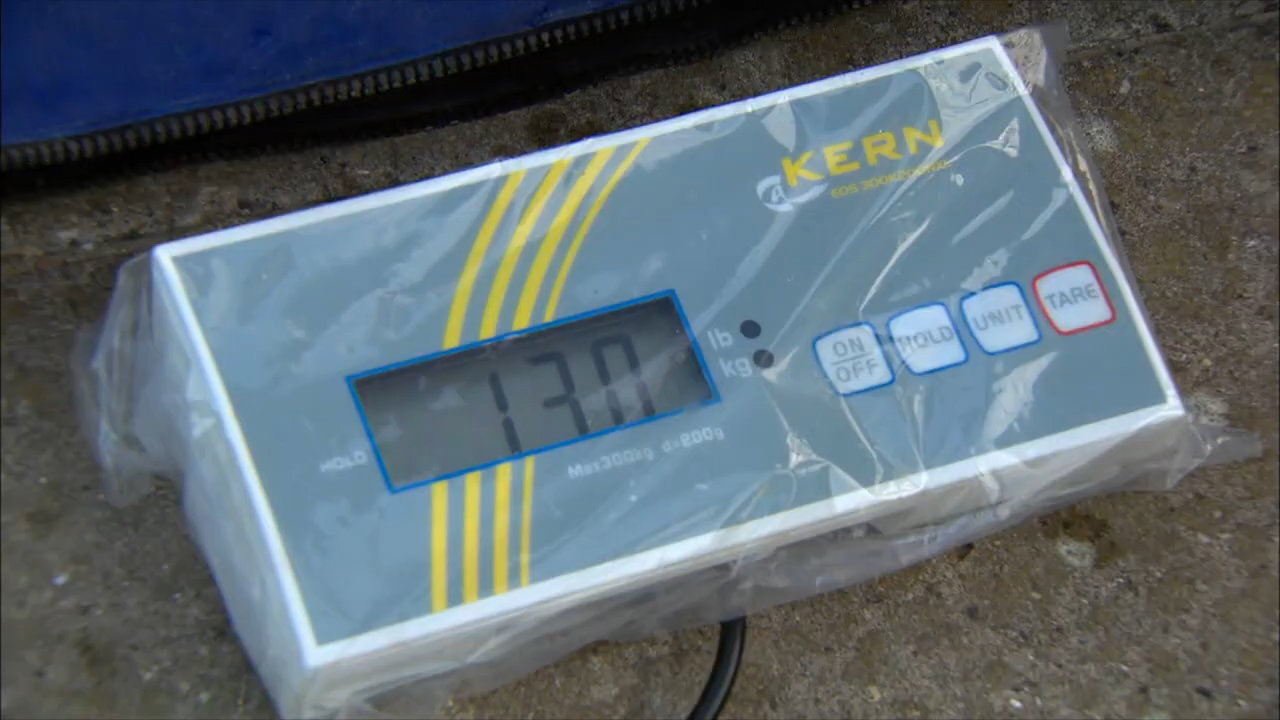 KERN
lb
kg
ON
OFF
HOLD
UNIT
TARE
130
HOLD
Max300kg d=200g